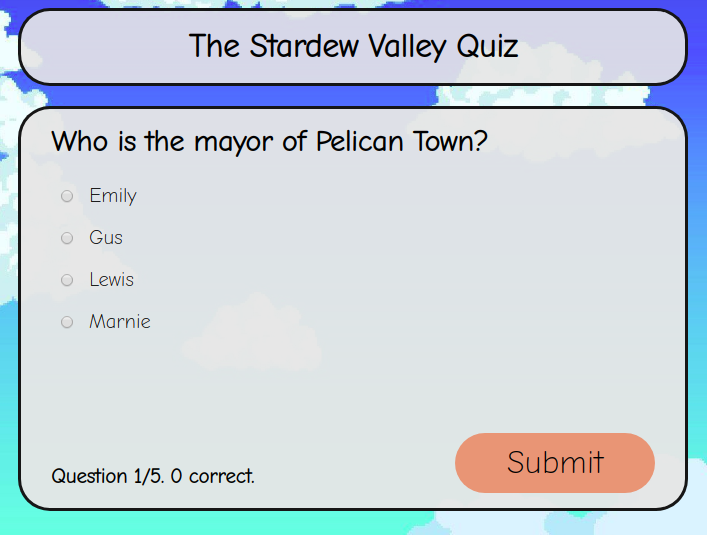 The Stardew Valley Quiz
Who is the mayor of Pelican Town?
Emily
Gus
Lewis
Marnie
Question 1/5. 0 correct.
Submit